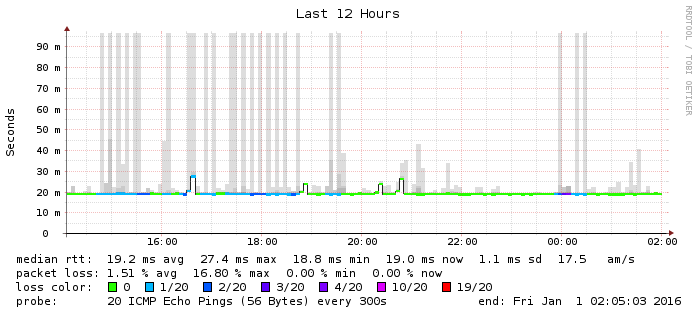 Last 12 Hours
RRDTOOL / TOBI OETIKER
Seconds
90 m
80 m
70 m
60 m
50 m
40 m
30 m
20 m
10 m
0
16:00 18:00 20:00 22:00 00:00 02:00
median rtt: 19.2 ms avg 27.4 ms max 18.8 ms min 19.0 ms now 1.1 ms sd 17.5 am/s
packet loss: 1.51 % avg 16.80 % max 0.00 % min 0.00 % now
loss color: 0 1/20 2/20 3/20 4/20 10/20 19/20
probe: 20 ICMP Echo Pings (56 Bytes) every 300s end: Fri Jan 1 02:05:03 2016